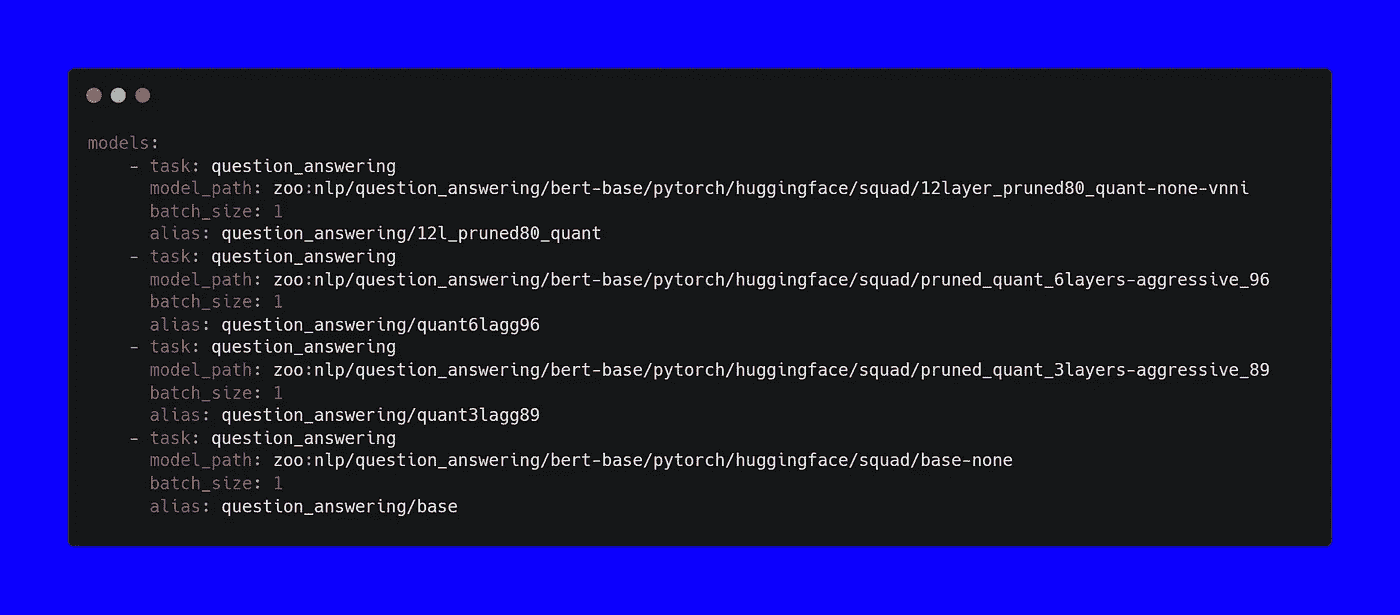 models:
    - task: question_answering
      model_path: zoo:nlp/question_answering/bert-base/pytorch/huggingface/squad/12layer_pruned80_quant-none-vnni
      batch_size: 1
      alias: question_answering/12l_pruned80_quant
    - task: question_answering
      model_path: zoo:nlp/question_answering/bert-base/pytorch/huggingface/squad/pruned_quant_6layers-aggressive_96
      batch_size: 1
      alias: question_answering/quant6lagg96
    - task: question_answering
      model_path: zoo:nlp/question_answering/bert-base/pytorch/huggingface/squad/pruned_quant_3layers-aggressive_89
      batch_size: 1
      alias: question_answering/quant3lagg89
    - task: question_answering
      model_path: zoo:nlp/question_answering/bert-base/pytorch/huggingface/squad/base-none
      batch_size: 1
      alias: question_answering/base